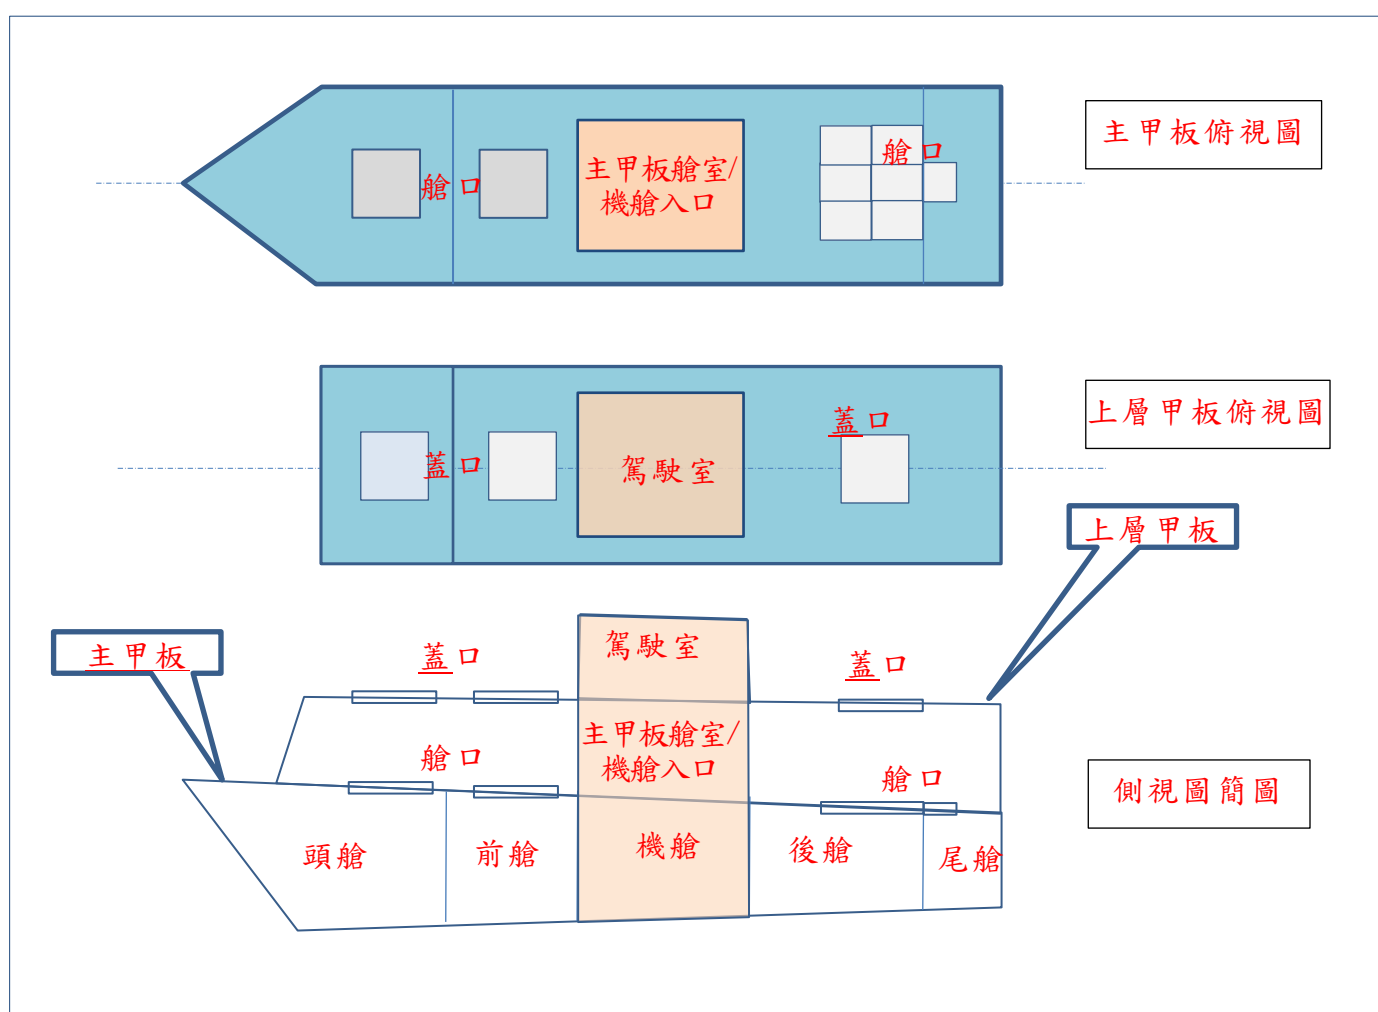 主甲板俯視圖
艙口
主甲板艙室/
機艙入口
艙口
上層甲板俯視圖
蓋口
蓋口
駕駛室
上層甲板
主甲板
駕駛室
蓋口
蓋口
主甲板艙室/
機艙入口
艙口
艙口
側視圖簡圖
頭艙
前艙
機艙
後艙
尾艙